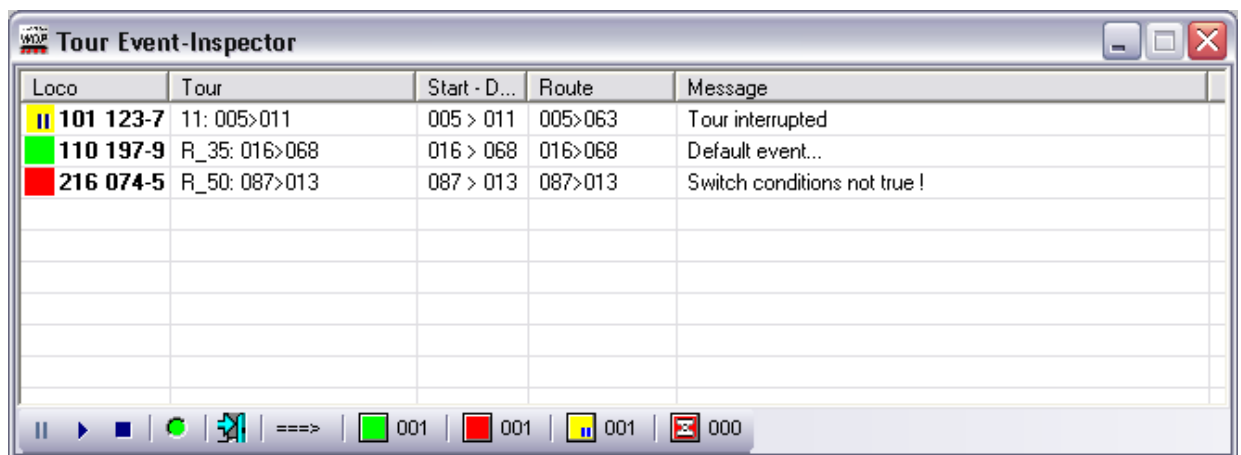 Tour Event-Inspector
Loco Tour Start - D... Route Message
101 123-7 11: 005>011 005 > 011 005>063 Tour interrupted
110 197-9 R_35: 016>068 016 > 068 016>068 Default event...
216 074-5 R_50: 087>013 087 > 013 087>013 Switch conditions not true !
===> 001 001 001 000